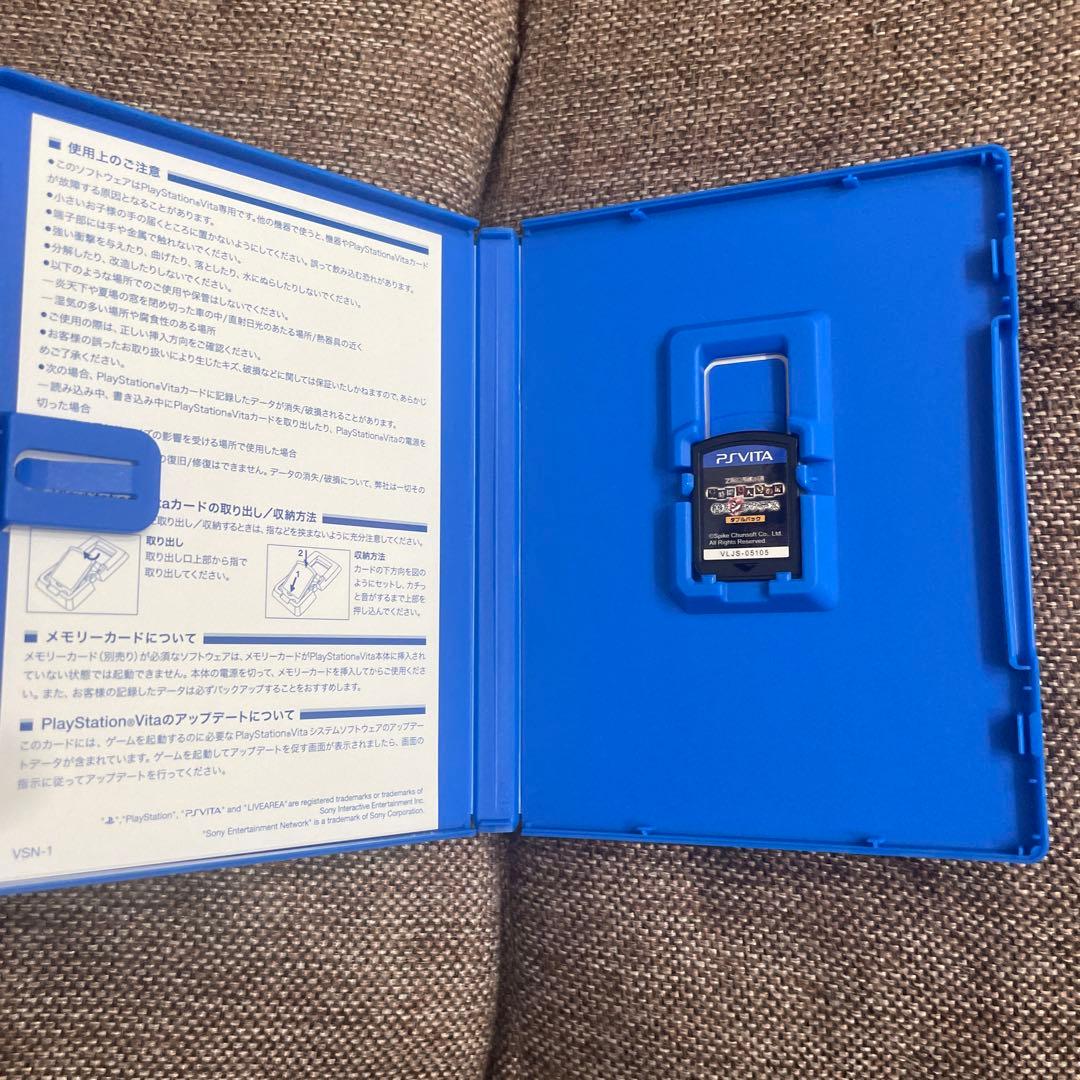 ■ 使用上のご注意
●このソフトウェアはPlayStation®Vita専用です。他の機器で使うと、機器やPlayStation®Vitaカード
が故障する原因となることがあります。
●小さいお子様の手の届くところに置かないようにしてください。誤って飲み込む恐れがあります。
●端子部には手や金属で触れないでください。
●強い衝撃を与えたり、曲げたり、落としたり、水にぬらしたりしないでください。
●分解したり、改造したりしないでください。
●以下のような場所でのご使用や保管はしないでください。
—炎天下や夏場の窓を閉め切った車の中/直射日光のあたる場所/熱器具の近く
—湿気の多い場所や腐食性のある場所
●ご使用の際は、正しい挿入方向をご確認ください。
●お客様の誤ったお取り扱いにより生じたキズ、破損などに関しては保証いたしかねますので、あらかじ
めご了承ください。
●次の場合、PlayStation®Vitaカードに記録したデータが消失/破損されることがあります。
—読み込み中、書き込み中にPlayStation®Vitaカードを取り出したり、PlayStation®Vitaの電源を
切った場合
の影響を受ける場所で使用した場合
の復旧/修復はできません。データの消失/破損について、弊社は一切その
itaカードの取り出し/収納方法
取り出し/収納するときは、指などを挟まないように充分注意してください。
取り出し
取り出し口上部から指で
取り出してください。
2
収納方法
カードの下方向を図の
ようにセットし、カチッ
と音がするまで上部を
押し込んでください。
■ メモリーカードについて
メモリーカード(別売り)が必須なソフトウェアは、メモリーカードがPlayStation®Vita本体に挿入され
ていない状態では起動できません。本体の電源を切って、メモリーカードを挿入してからご使用くださ
い。また、お客様の記録したデータは必ずバックアップすることをおすすめします。
■ PlayStation®Vitaのアップデートについて
このカードには、ゲームを起動するのに必要なPlayStation®Vitaシステムソフトウェアのアップデー
トデータが含まれています。ゲームを起動してアップデートを促す画面が表示されましたら、画面の
指示に従ってアップデートを行ってください。
"","PlayStation", "PSVITA" and "LIVEAREA" are registered trademarks or trademarks of
Sony Interactive Entertainment Inc.
"Sony Entertainment Network" is a trademark of Sony Corporation.
VSN-1
PSVITA
ダブルパック
©Spike Chunsoft Co., Ltd.
All Rights Reserved.
VLJS-05105